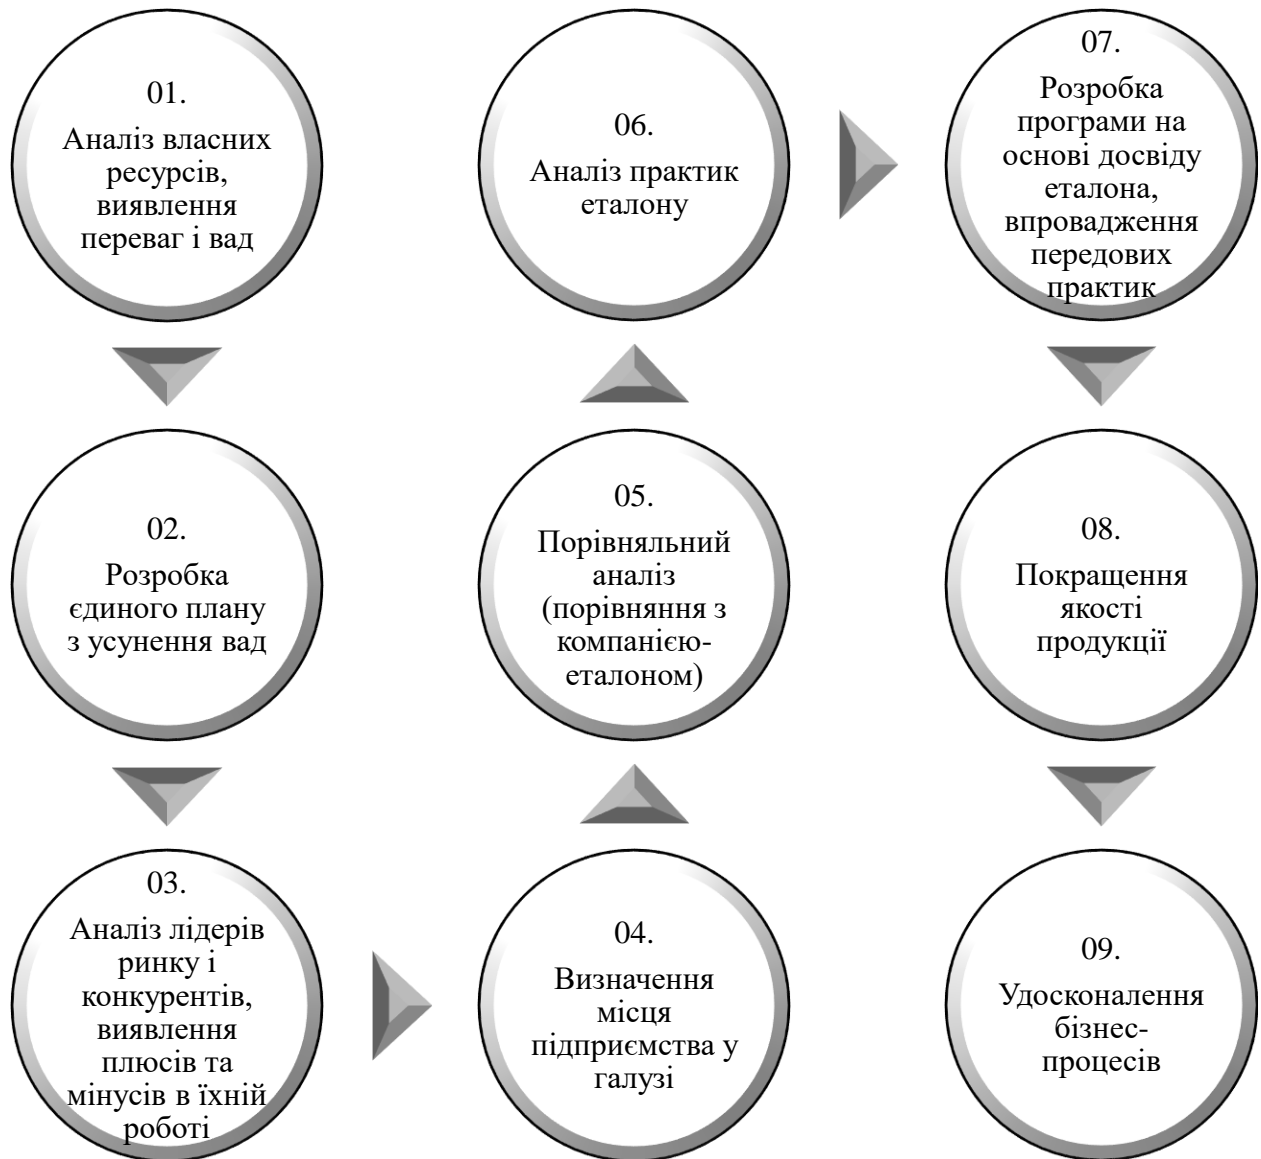 01.
Аналіз власних
ресурсів,
виявлення
переваг і вад
02.
Розробка
єдиного плану
з усунення вад
03.
Аналіз лідерів
ринку і
конкурентів,
виявлення
плюсів та
мінусів в їхній
роботі
04.
Визначення
місця
підприємства у
галузі
05.
Порівняльний
аналіз
(порівняння з
компанією-
еталоном)
06.
Аналіз практик
еталону
07.
Розробка
програми на
основі досвіду
еталона,
впровадження
передових
практик
08.
Покращення
якості
продукції
09.
Удосконалення
бізнес-
процесів